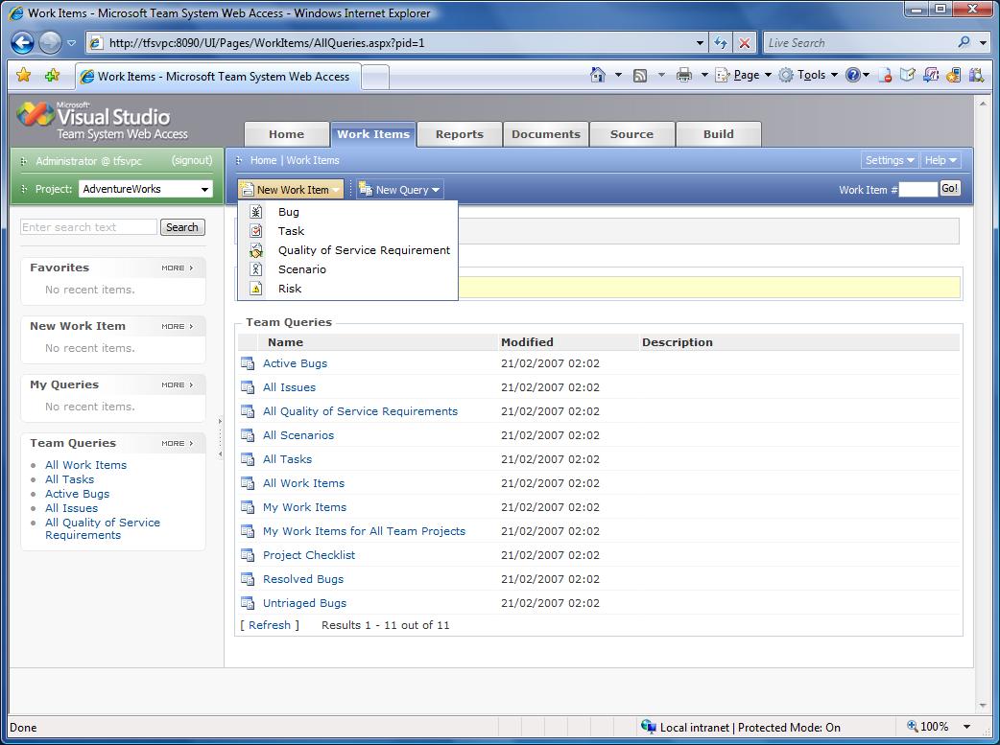 Work Items - Microsoft Team System Web Access - Windows Internet Explorer
http://tfsvpc:8090/UI/Pages/WorkItems/AllQueries.aspx?pid=1
Live Search
Work Items - Microsoft Team System Web Access
Page
Tools
Microsoft
Visual Studio
Team System Web Access
Home
Work Items
Reports
Documents
Source
Build
Administrator @ tfsvpc (signout)
Home | Work Items
Settings
Help
Project: AdventureWorks
New Work Item
New Query
Work Item #
Go!
Enter search text
Search
Bug
Task
Quality of Service Requirement
Scenario
Risk
Favorites MORE
No recent items.
New Work Item MORE
No recent items.
My Queries MORE
No recent items.
Team Queries MORE
All Work Items
All Tasks
Active Bugs
All Issues
All Quality of Service
Requirements
Team Queries
Name Modified Description
Active Bugs 21/02/2007 02:02
All Issues 21/02/2007 02:02
All Quality of Service Requirements 21/02/2007 02:02
All Scenarios 21/02/2007 02:02
All Tasks 21/02/2007 02:02
All Work Items 21/02/2007 02:02
My Work Items 21/02/2007 02:02
My Work Items for All Team Projects 21/02/2007 02:02
Project Checklist 21/02/2007 02:02
Resolved Bugs 21/02/2007 02:02
Untriaged Bugs 21/02/2007 02:02
[ Refresh ] Results 1 - 11 out of 11
Done
Local intranet | Protected Mode: On
100%